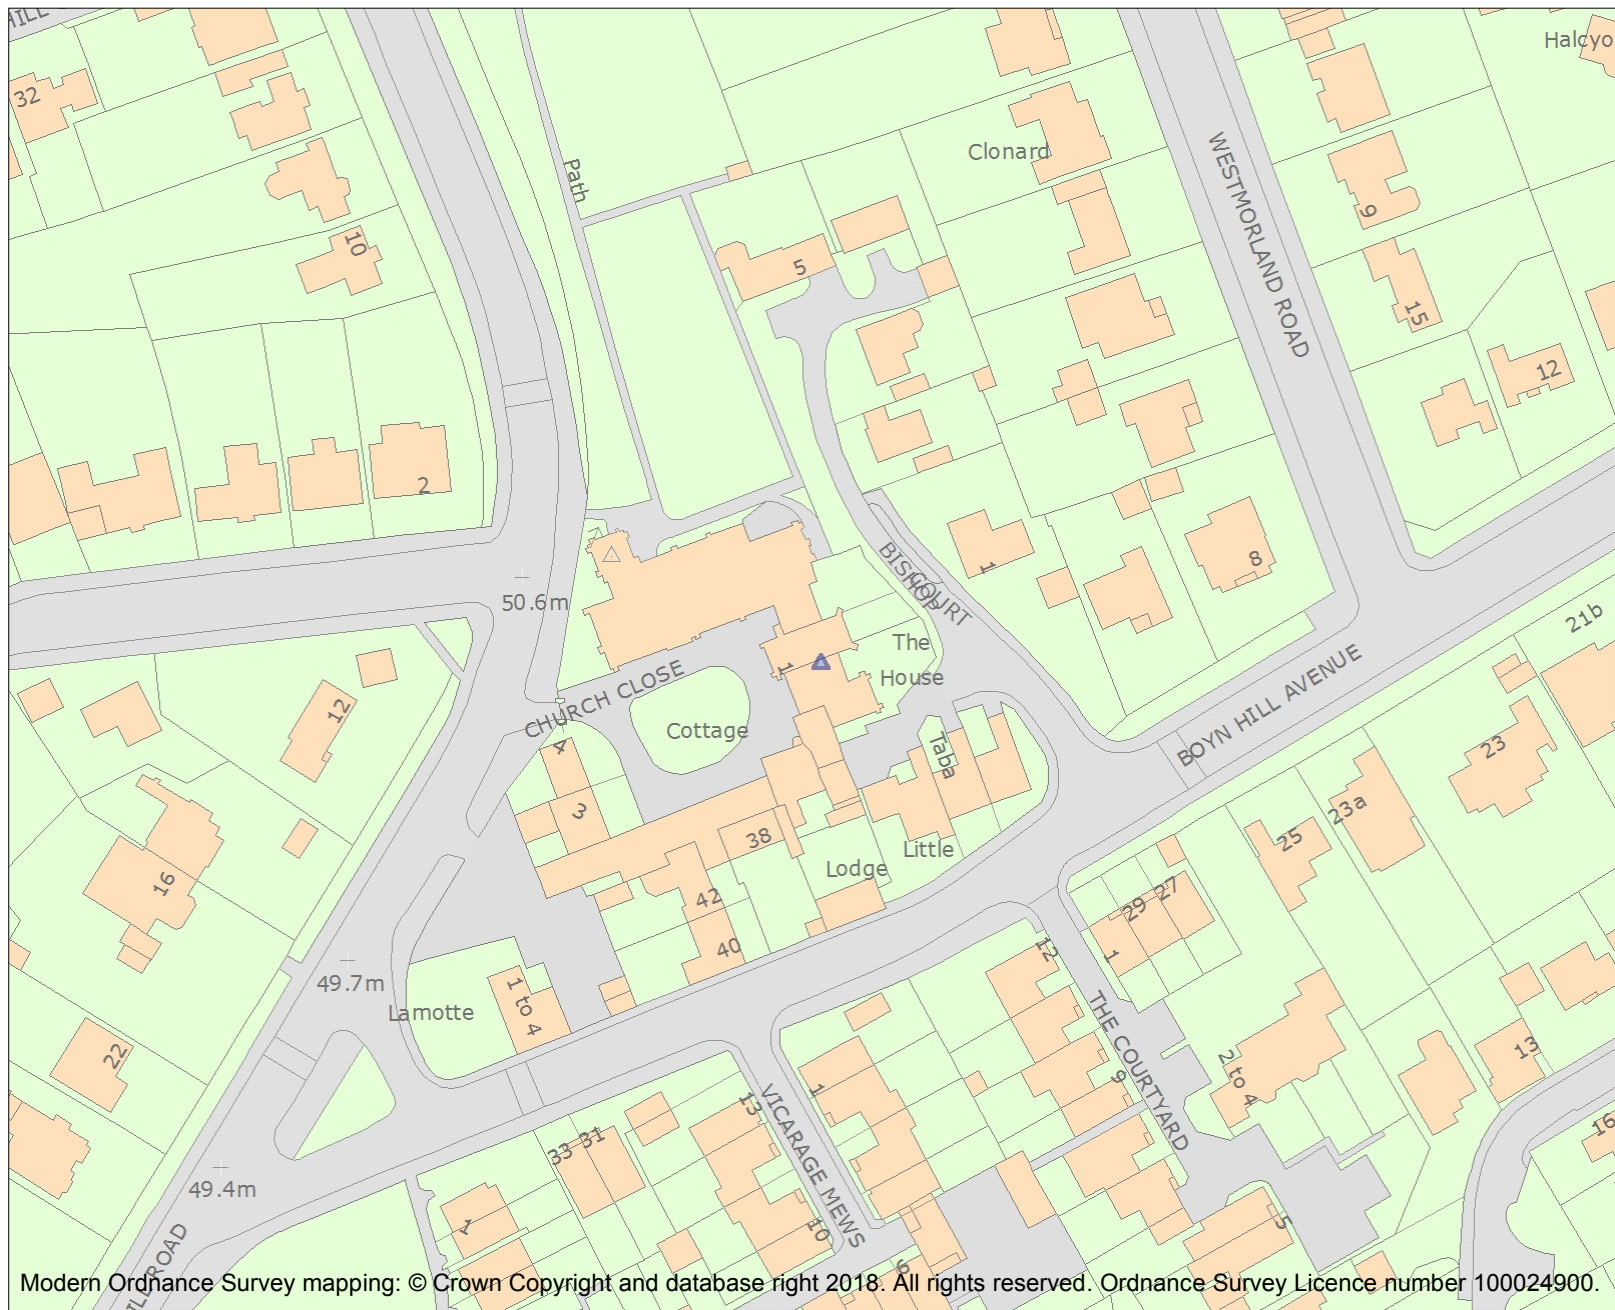 HILL
32
Halcyo
Path
Clonard
WESTMORLAND ROAD
9
10
5
15
12
2
1
8
50.6m
BISHOP
COURT
The
House
21b
12
CHURCH CLOSE
1
Cottage
BOYN HILL AVENUE
4
Taba
23
3
38
23a
25
16
Little
Lodge
42
27
29
40
12
1
49.7m
Lamotte
1 to 4
THE COURTYARD
22
13
2 to 4
9
1
13
VICARAGE MEWS
16
33
31
49.4m
1
10
5
6
ILL ROAD
Modern Ordnance Survey mapping: © Crown Copyright and database right 2018. All rights reserved. Ordnance Survey Licence number 100024900.